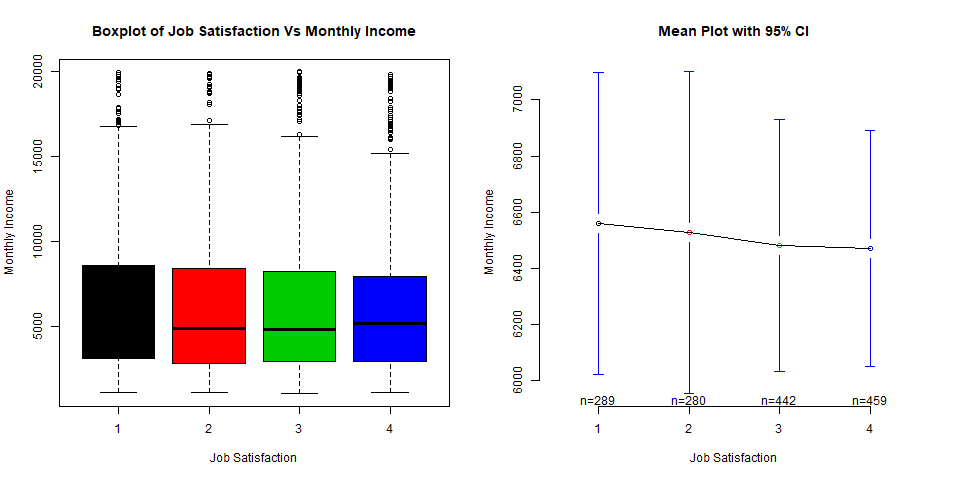 Boxplot of Job Satisfaction Vs Monthly Income
Monthly Income
20000
15000
10000
5000
1 2 3 4
Job Satisfaction
Mean Plot with 95% CI
Monthly Income
7000
6800
6600
6400
6200
6000
n=289 n=280 n=442 n=459
1 2 3 4
Job Satisfaction